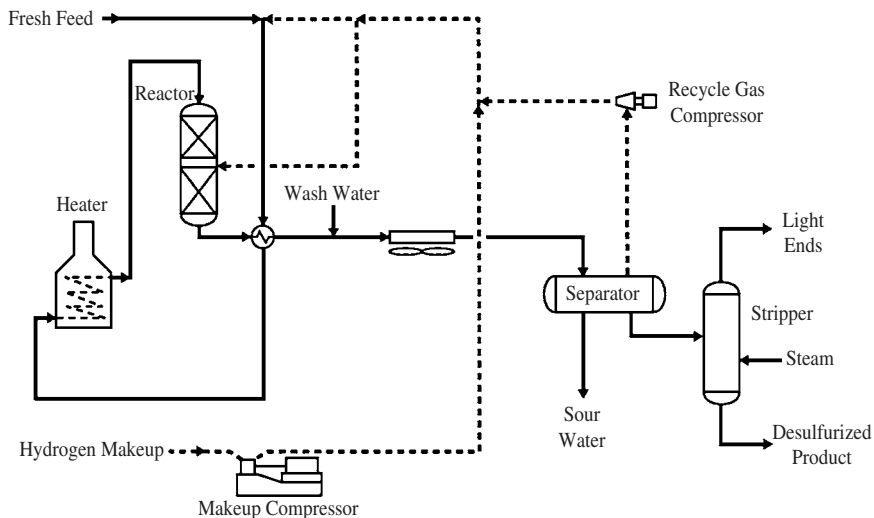 Fresh Feed
Reactor
Recycle Gas
Compressor
Wash Water
Heater
Light
Ends
Separator
Stripper
Steam
Sour
Water
Desulfurized
Product
Hydrogen Makeup
Makeup Compressor